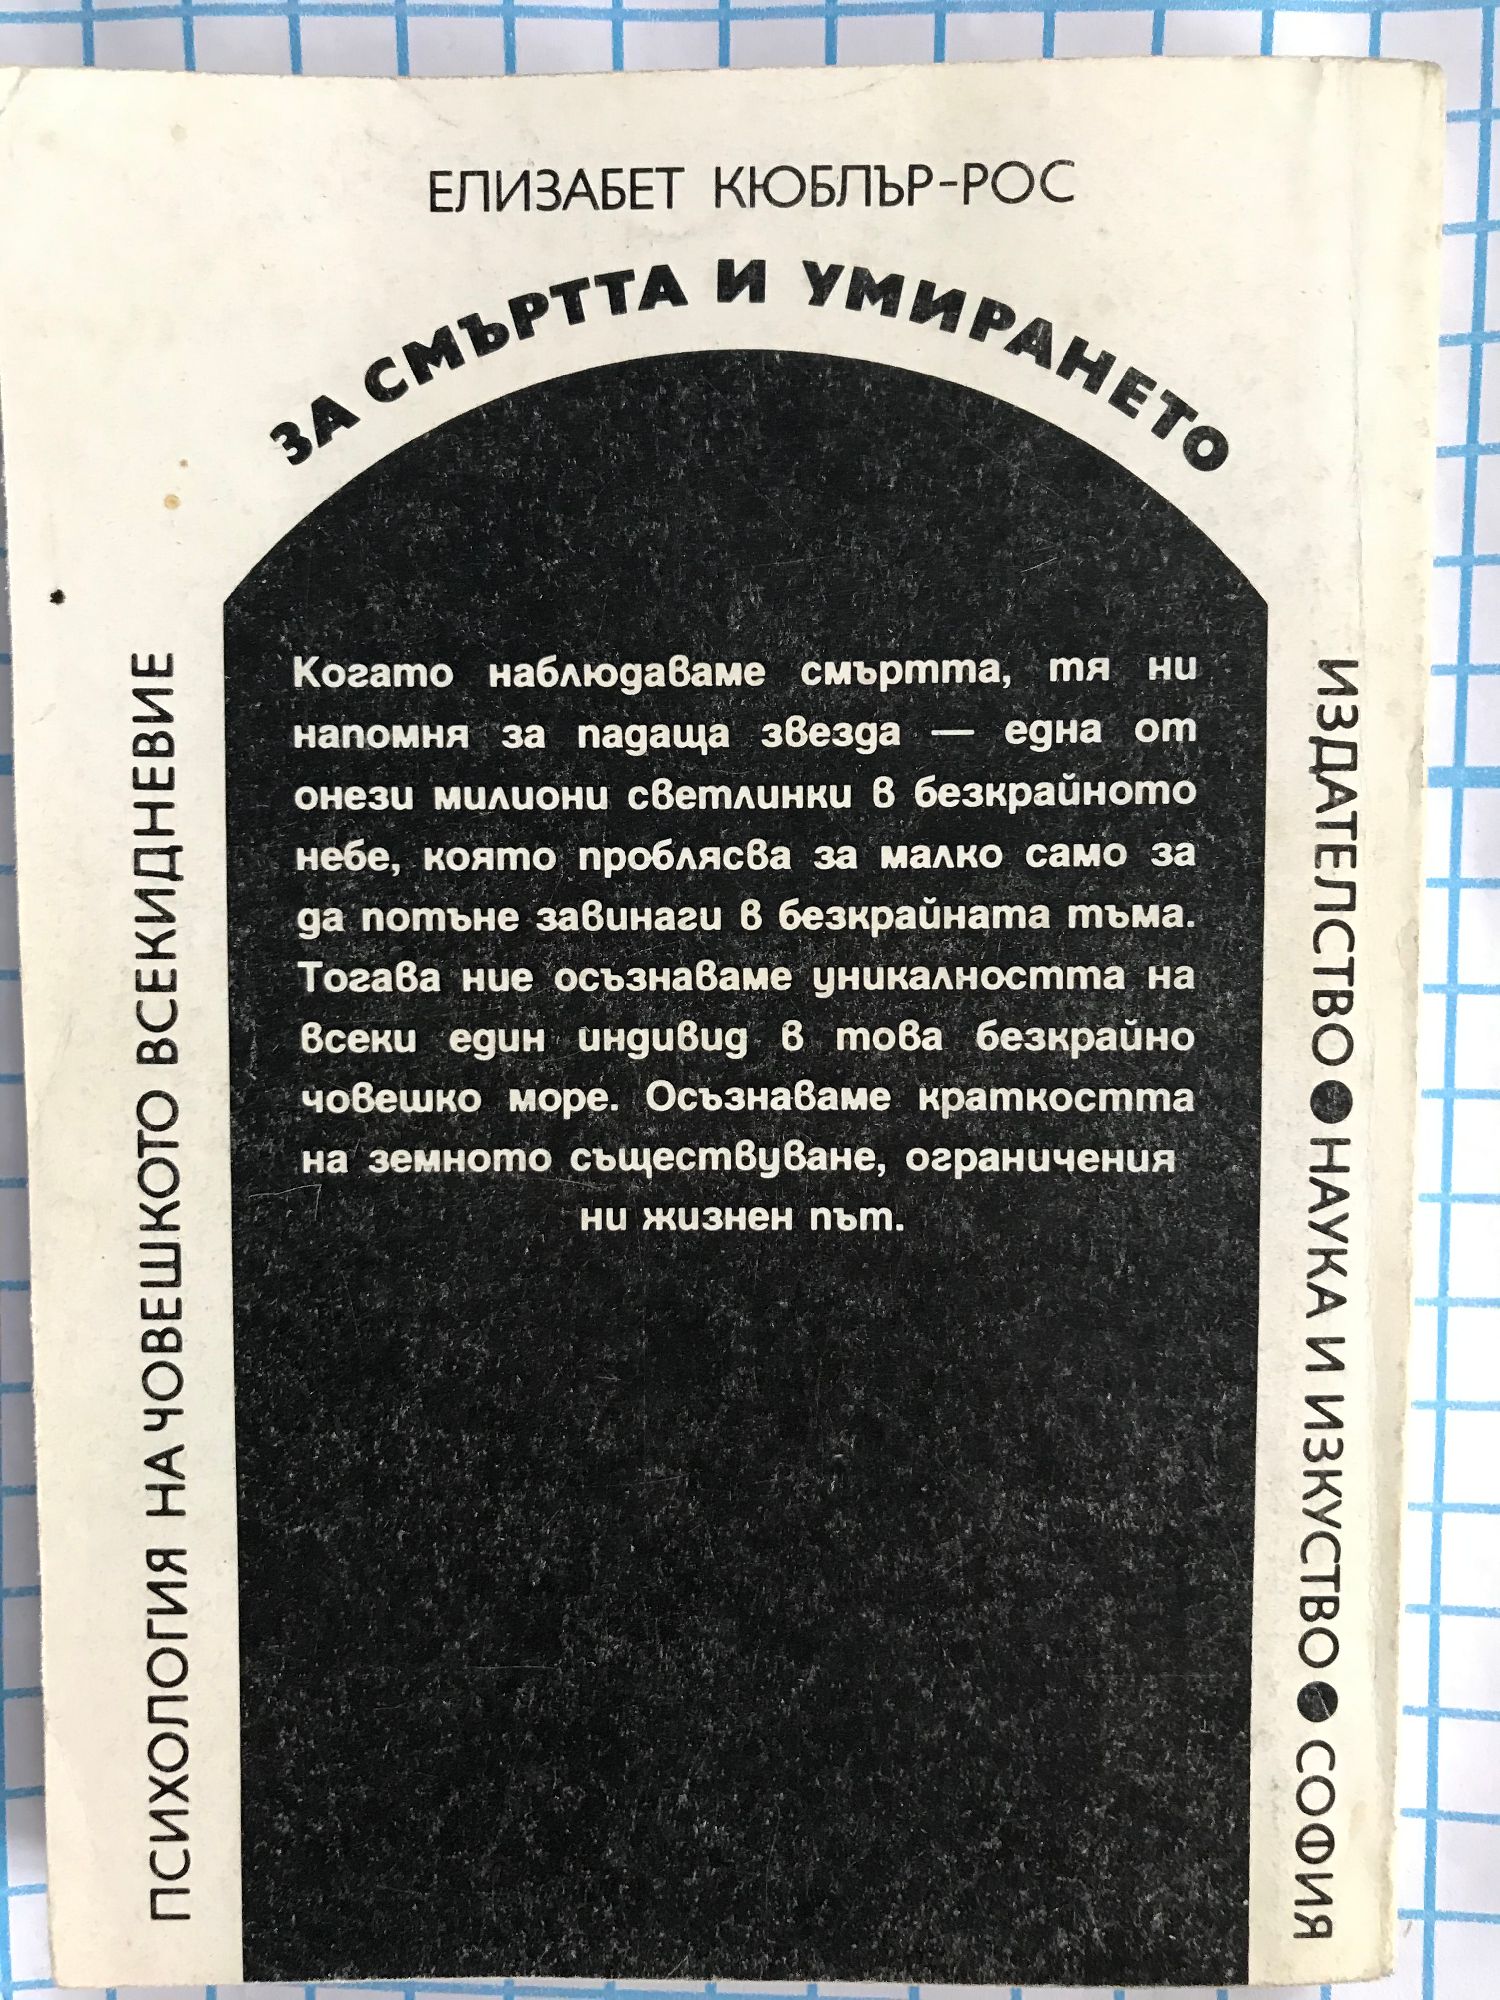 ЕЛИЗАБЕТ КЮБЛЪР-РОС
ЗА СМЪРТТА И УМИРАНЕТО
ПСИХОЛОГИЯ НА ЧОВЕШКОТО ВСЕКИДНЕВИЕ
Когато наблюдаваме смъртта, тя ни
напомня за падаща звезда — една от
онези милиони светлинки в безкрайното
небе, която проблясва за малко само за
да потъне завинаги в безкрайната тъма.
Тогава ние осъзнаваме уникалността на
всеки един индивид в това безкрайно
човешко море. Осъзнаваме краткостта
на земното съществуване, ограничения
ни жизнен път.
ИЗДАТЕЛСТВО ● НАУКА И ИЗКУСТВО ● СОФИЯ